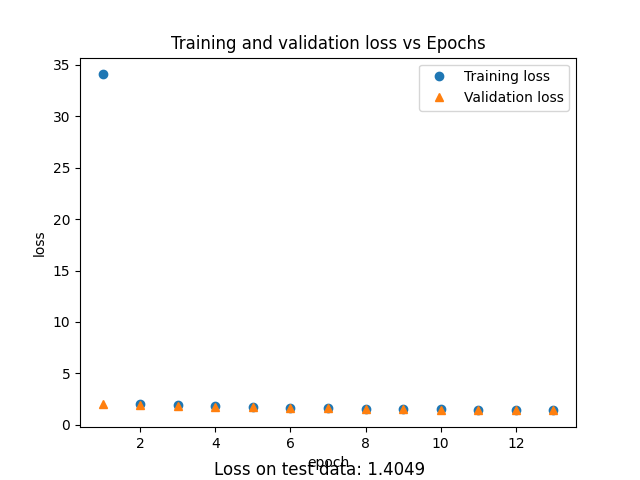 Training and validation loss vs Epochs
35
30
25
20
15
10
5
0
loss
Training loss
Validation loss
2
4
6
8
10
12
epoch
Loss on test data: 1.4049